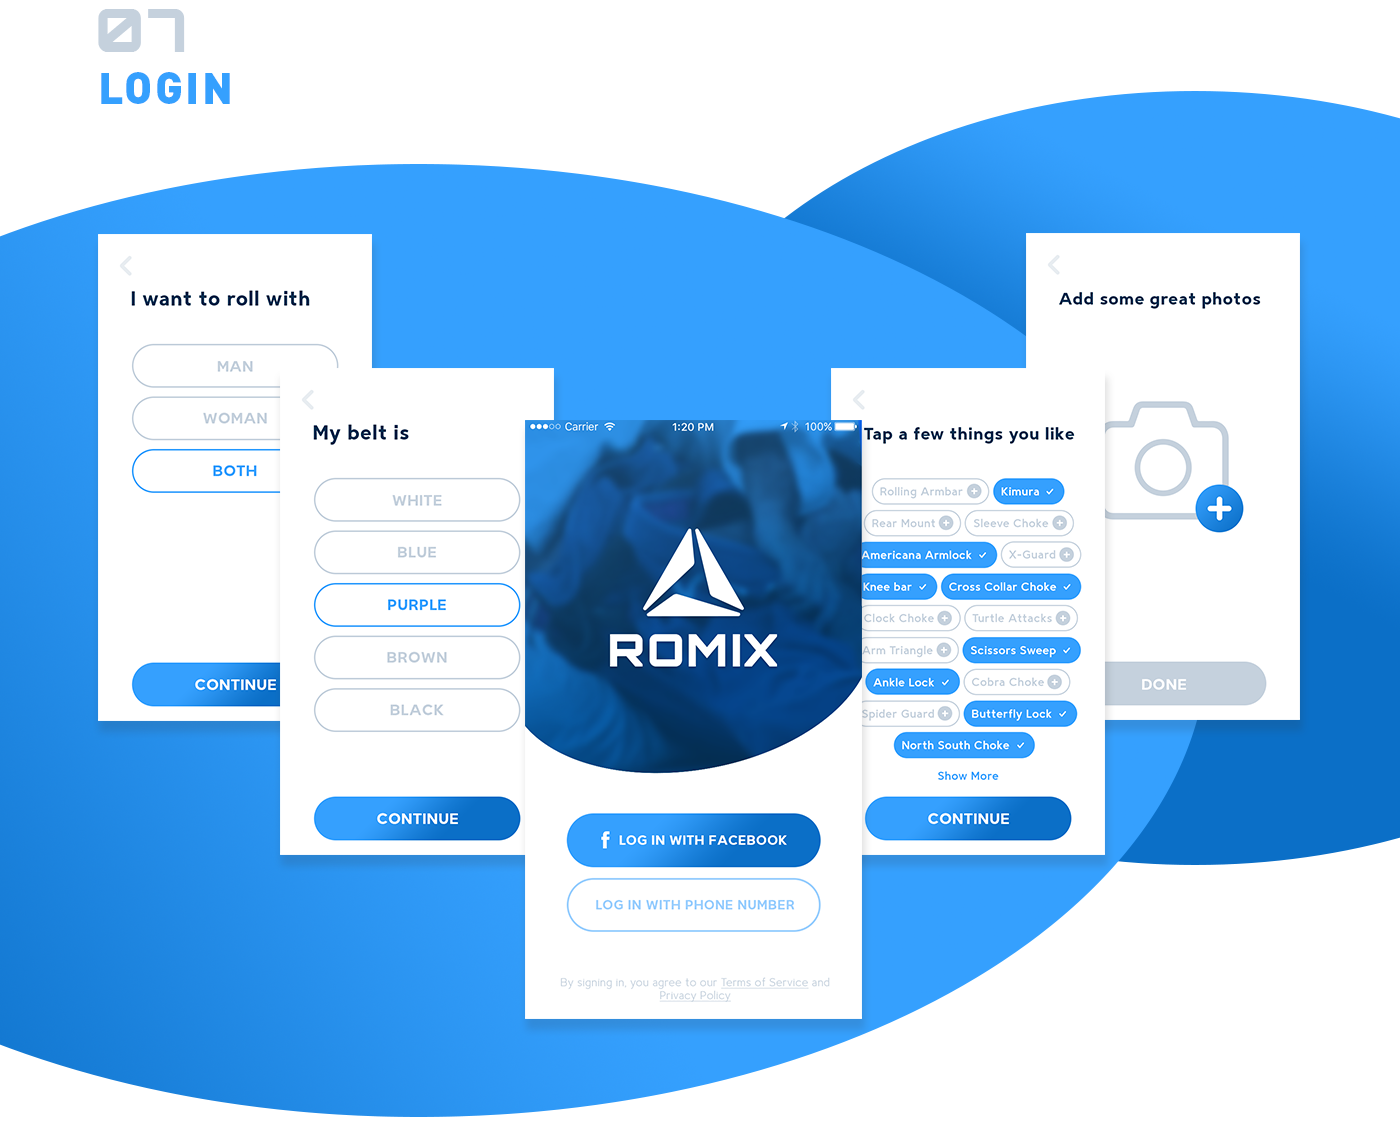 07
LOGIN
I want to roll with
MAN
WOMAN
BOTH
CONTINUE
My belt is
WHITE
BLUE
PURPLE
BROWN
BLACK
CONTINUE
Carrier 1:20 PM 100%
ROMIX
LOG IN WITH FACEBOOK
LOG IN WITH PHONE NUMBER
By signing in, you agree to our Terms of Service and
Privacy Policy
Tap a few things you like
Rolling Armbar Kimura
Rear Mount Sleeve Choke
Americana Armlock X-Guard
Knee bar Cross Collar Choke
Clock Choke Turtle Attacks
Arm Triangle Scissors Sweep
Ankle Lock Cobra Choke
Spider Guard Butterfly Lock
North South Choke
Show More
CONTINUE
Add some great photos
DONE